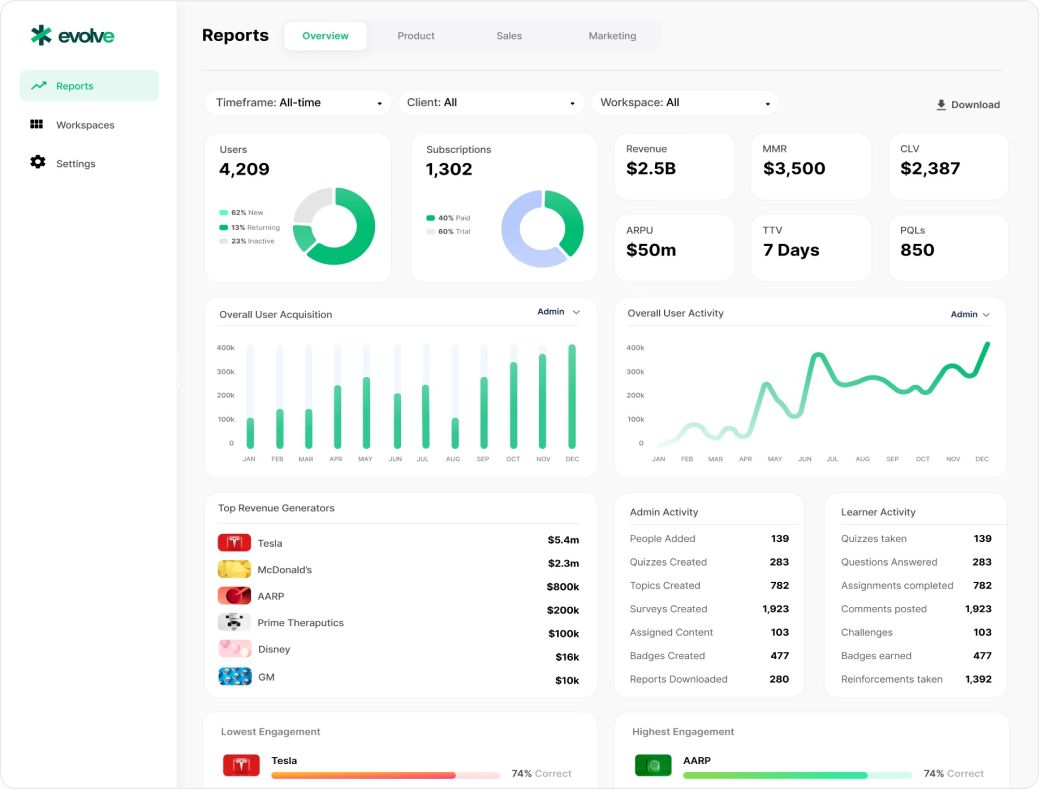 evolve
Reports
Workspaces
Settings
Reports
Overview
Product
Sales
Marketing
Timeframe: All-time
Client: All
Workspace: All
Download
Users
4,209
62% New
13% Returning
23% Inactive
Subscriptions
1,302
40% Paid
60% Trial
Revenue
$2.5B
MMR
$3,500
CLV
$2,387
ARPU
$50m
TTV
7 Days
PQLs
850
Overall User Acquisition
Admin
400k
300k
200k
100k
0
JAN FEB MAR APR MAY JUN JUL AUG SEP OCT NOV DEC
Overall User Activity
Admin
400k
300k
200k
100k
0
JAN FEB MAR APR MAY JUN JUL AUG SEP OCT NOV DEC
Top Revenue Generators
Tesla $5.4m
McDonald's $2.3m
AARP $800k
Prime Theraputics $200k
$100k
Disney $16k
GM $10k
Admin Activity
People Added 139
Quizzes Created 283
Topics Created 782
Surveys Created 1,923
Assigned Content 103
Badges Created 477
Reports Downloaded 280
Learner Activity
Quizzes taken 139
Questions Answered 283
Assignments completed 782
Comments posted 1,923
Challenges 103
Badges earned 477
Reinforcements taken 1,392
Lowest Engagement
Tesla
74% Correct
Highest Engagement
AARP
74% Correct